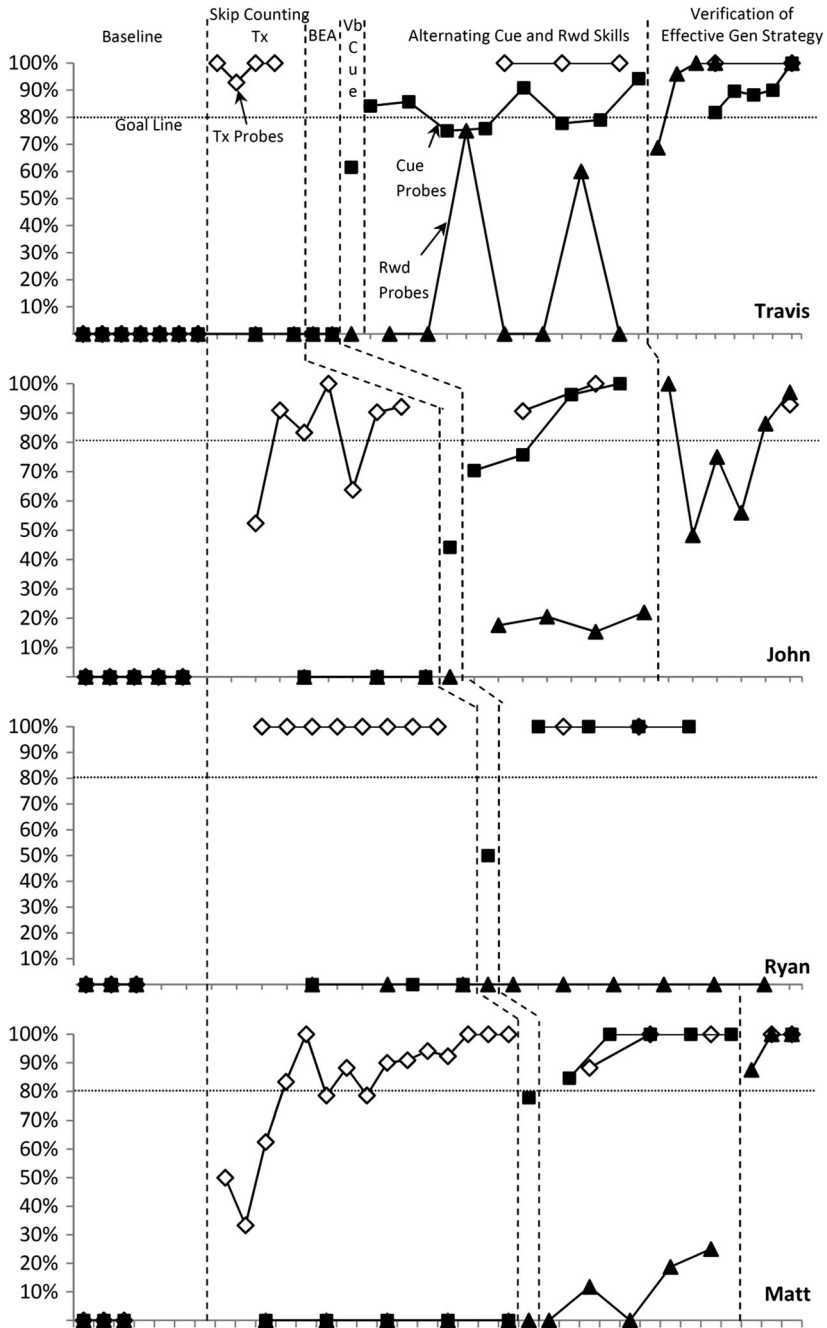 Baseline
Skip Counting
Tx
BEA
Vb
C
u
e
Alternating Cue and Rwd Skills
Verification of
Effective Gen Strategy
100%
90%
80%
70%
60%
50%
40%
30%
20%
10%
Goal Line
Tx Probes
Cue
Probes
Rwd
Probes
Travis
100%
90%
80%
70%
60%
50%
40%
30%
20%
10%
John
100%
90%
80%
70%
60%
50%
40%
30%
20%
10%
Ryan
100%
90%
80%
70%
60%
50%
40%
30%
20%
10%
Matt